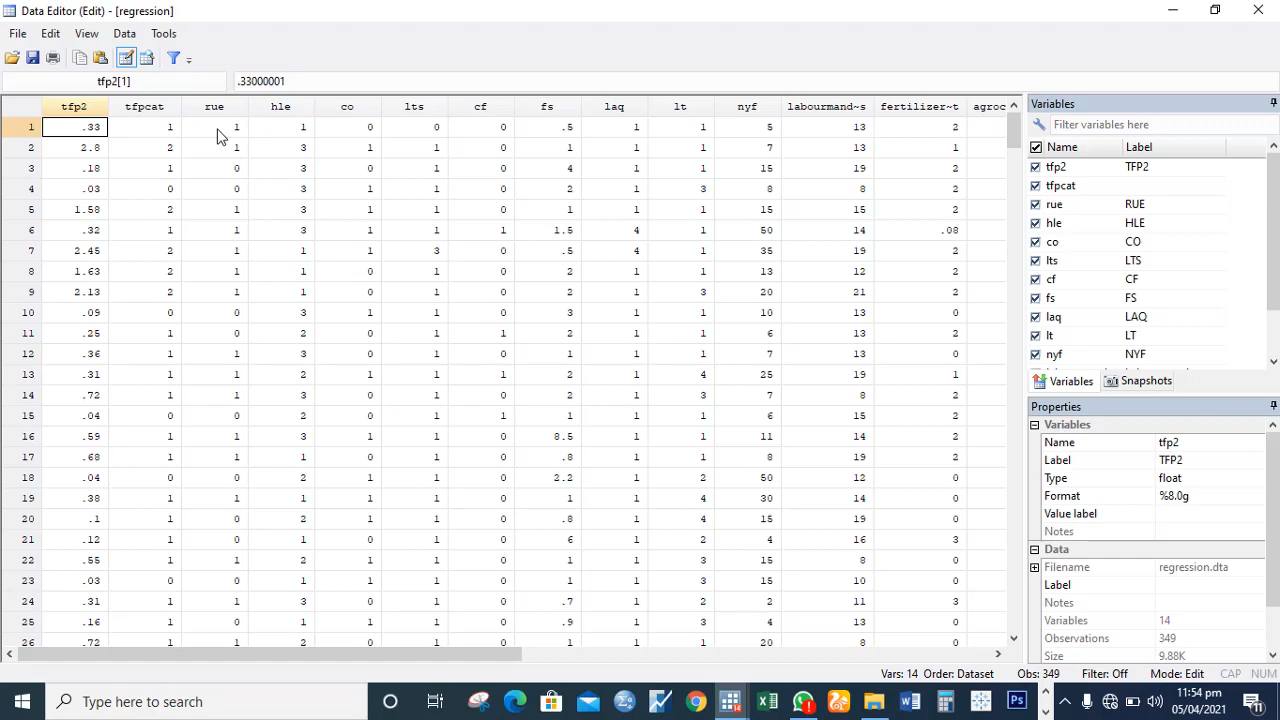 Data Editor (Edit) - [regression]
File Edit View Data Tools
tfp2[1] .33000001
tfp2 tfpcat rue hle co lts cf fs laq lt nyf labourmand~s fertilizer~t agroc
1 .33 1 1 1 0 0 0 .5 1 1 5 13 2
2 2.8 2 1 3 1 1 0 1 1 1 7 13 1
3 .18 1 0 3 1 1 0 4 1 1 15 19 2
4 .03 0 0 3 1 1 0 2 1 3 8 8 2
5 1.58 2 1 3 1 1 0 1 1 1 15 15 2
6 .32 1 1 3 1 1 1 1.5 4 1 50 14 .08
7 2.45 2 1 1 1 3 0 .5 4 1 35 19 2
8 1.63 2 1 1 0 1 0 2 1 1 13 12 2
9 2.13 2 1 1 0 1 0 2 1 3 20 21 2
10 .09 0 0 3 1 1 0 3 1 1 10 13 0
11 .25 1 0 2 0 1 1 2 1 1 6 13 2
12 .36 1 1 3 0 1 0 1 1 1 7 13 0
13 .31 1 1 2 1 1 1 2 1 4 25 19 1
14 .72 1 1 3 0 1 0 2 1 3 7 8 2
15 .04 0 0 2 0 1 1 1 1 1 6 15 2
16 .59 1 1 3 1 1 0 8.5 1 1 11 14 2
17 .68 1 1 1 0 1 0 .8 1 1 8 19 2
18 .04 0 0 2 1 1 0 2.2 1 2 50 12 0
19 .38 1 1 1 1 1 0 1 1 4 30 14 0
20 .1 1 0 2 1 1 0 .8 1 4 15 19 0
21 .12 1 0 1 0 1 0 6 1 2 4 16 3
22 .55 1 1 2 1 1 0 1 1 3 15 8 0
23 .03 0 0 1 1 1 0 1 1 3 15 10 0
24 .31 1 1 3 0 1 0 .7 1 2 2 11 3
25 .16 1 0 1 1 1 0 .9 1 3 4 13 0
26 .72 1 1 2 0 1 0 1 1 1 20 8 0
Variables
Filter variables here
Name Label
tfp2 TFP2
tfpcat
rue RUE
hle HLE
co CO
lts LTS
cf CF
fs FS
laq LAQ
lt LT
nyf NYF
Variables Snapshots
Properties
Variables
Name tfp2
Label TFP2
Type float
Format %8.0g
Value label
Notes
Data
Filename regression.dta
Label
Notes
Variables 14
Observations 349
Size 9.88K
Vars: 14 Order: Dataset Obs: 349 Filter: Off Mode: Edit CAP NUM
Type here to search
11:54 pm
05/04/2021